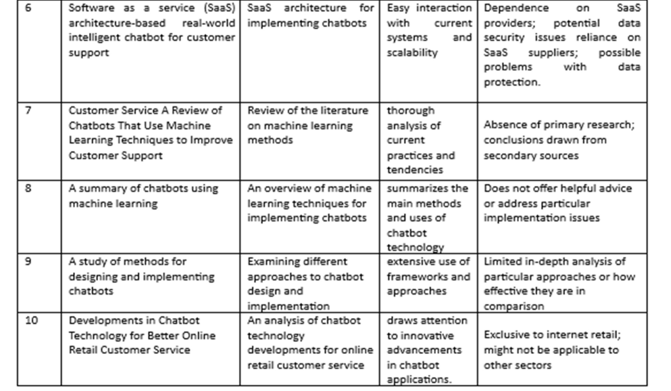 6
Software as a service (SaaS)
architecture-based real-world
intelligent chatbot for customer
support
SaaS architecture for
implementing chatbots
Easy interaction
with current
systems and
scalability
Dependence on SaaS
providers; potential data
security issues reliance on
SaaS suppliers; possible
problems with data
protection.
7
Customer Service A Review of
Chatbots That Use Machine
Learning Techniques to Improve
Customer Support
Review of the literature
on machine learning
methods
thorough
analysis of
current
practices and
tendencies
Absence of primary research;
conclusions drawn from
secondary sources
8
A summary of chatbots using
machine learning
An overview of machine
learning techniques for
implementing chatbots
summarizes the
main methods
and uses of
chatbot
technology
Does not offer helpful advice
or address particular
implementation issues
9
A study of methods for
designing and implementing
chatbots
Examining different
approaches to chatbot
design and
implementation
extensive use of
frameworks and
approaches
Limited in-depth analysis of
particular approaches or how
effective they are in
comparison
10
Developments in Chatbot
Technology for Better Online
Retail Customer Service
An analysis of chatbot
technology
developments for online
retail customer service
draws attention
to innovative
advancements
in chatbot
applications.
Exclusive to internet retail;
might not be applicable to
other sectors